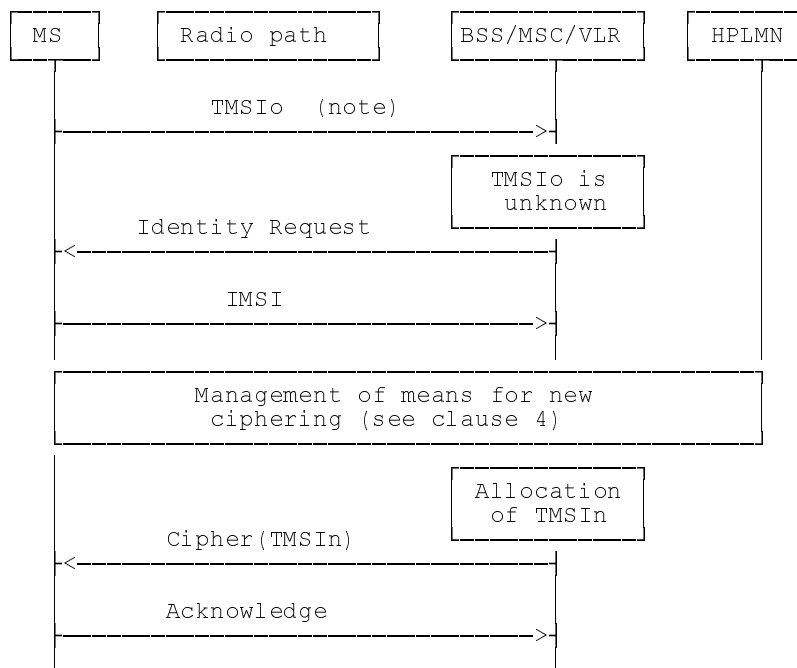 MS Radio path BSS/MSC/VLR HPLMN
TMSIo (note)
TMSIo is
unknown
Identity Request
IMSI
Management of means for new
ciphering (see clause 4)
Allocation
of TMSIn
Cipher(TMSIn)
Acknowledge